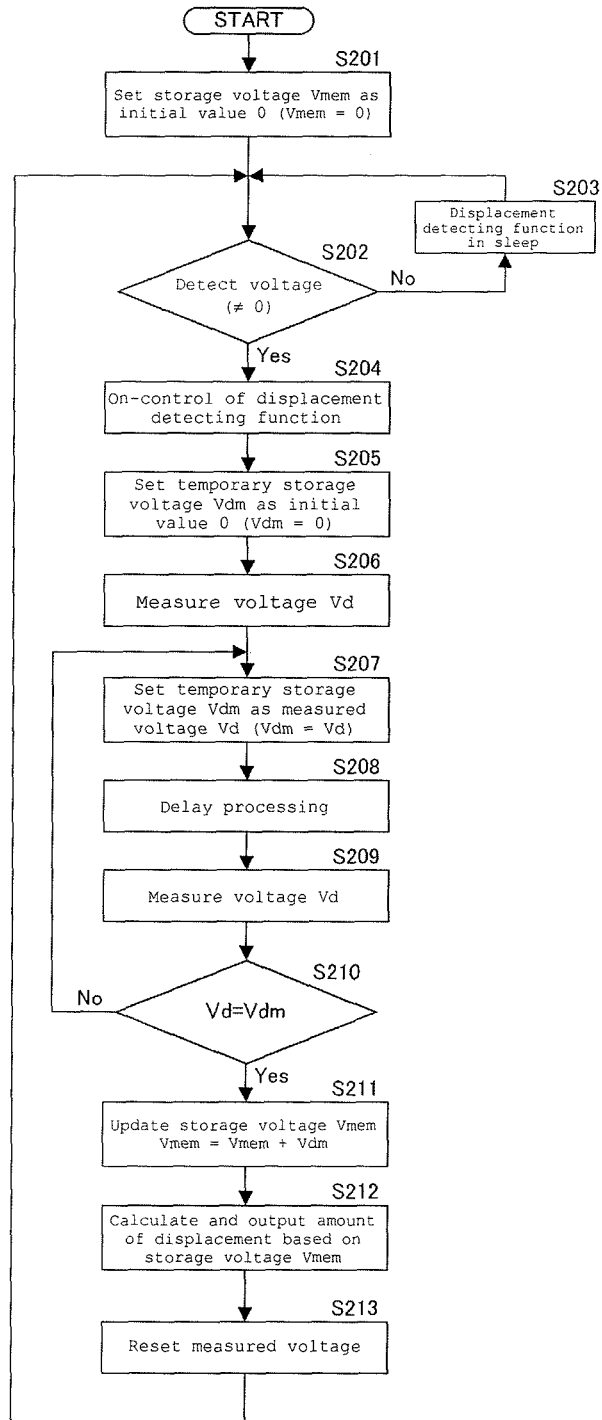 START
S201
Set storage voltage Vmem as
initial value 0 (Vmem = 0)
S203
Displacement
detecting function
in sleep
S202
Detect voltage
(≠ 0)
No
Yes
S204
On-control of displacement
detecting function
S205
Set temporary storage
voltage Vdm as initial
value 0 (Vdm = 0)
S206
Measure voltage Vd
S207
Set temporary storage
voltage Vdm as measured
voltage Vd (Vdm = Vd)
S208
Delay processing
S209
Measure voltage Vd
S210
No
Vd=Vdm
Yes
S211
Update storage voltage Vmem
Vmem = Vmem + Vdm
S212
Calculate and output amount
of displacement based on
storage voltage Vmem
S213
Reset measured voltage